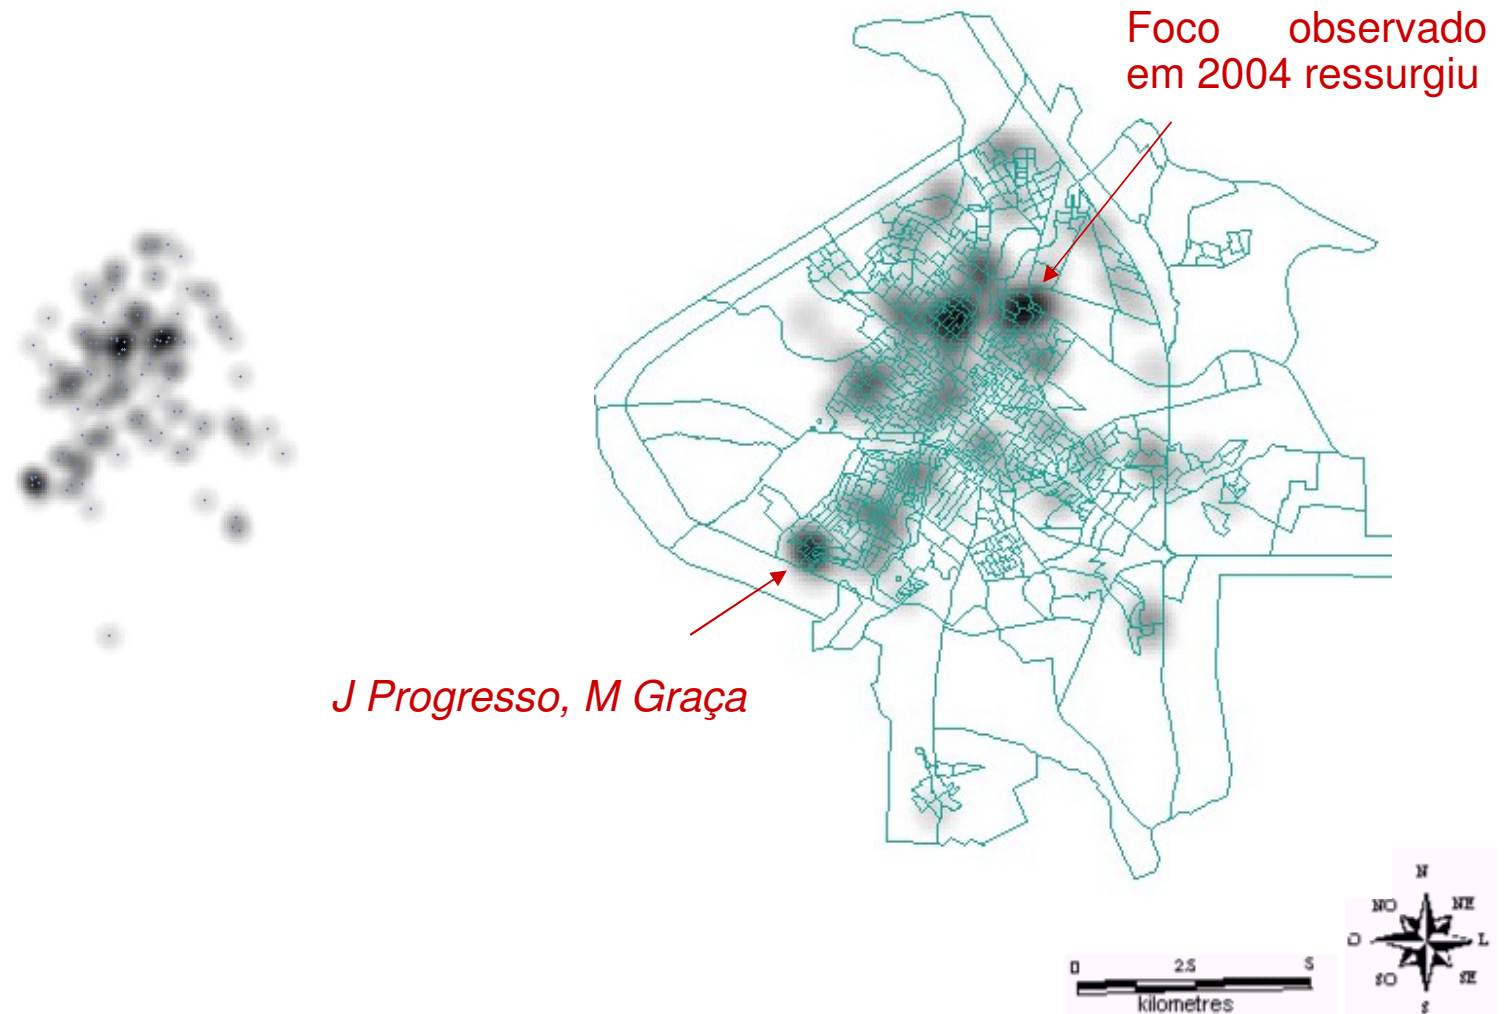 Foco observado
em 2004 ressurgiu
J Progresso, M Graça
N
NO NE
O L
SO SE
S
0 2.5 5
kilometres